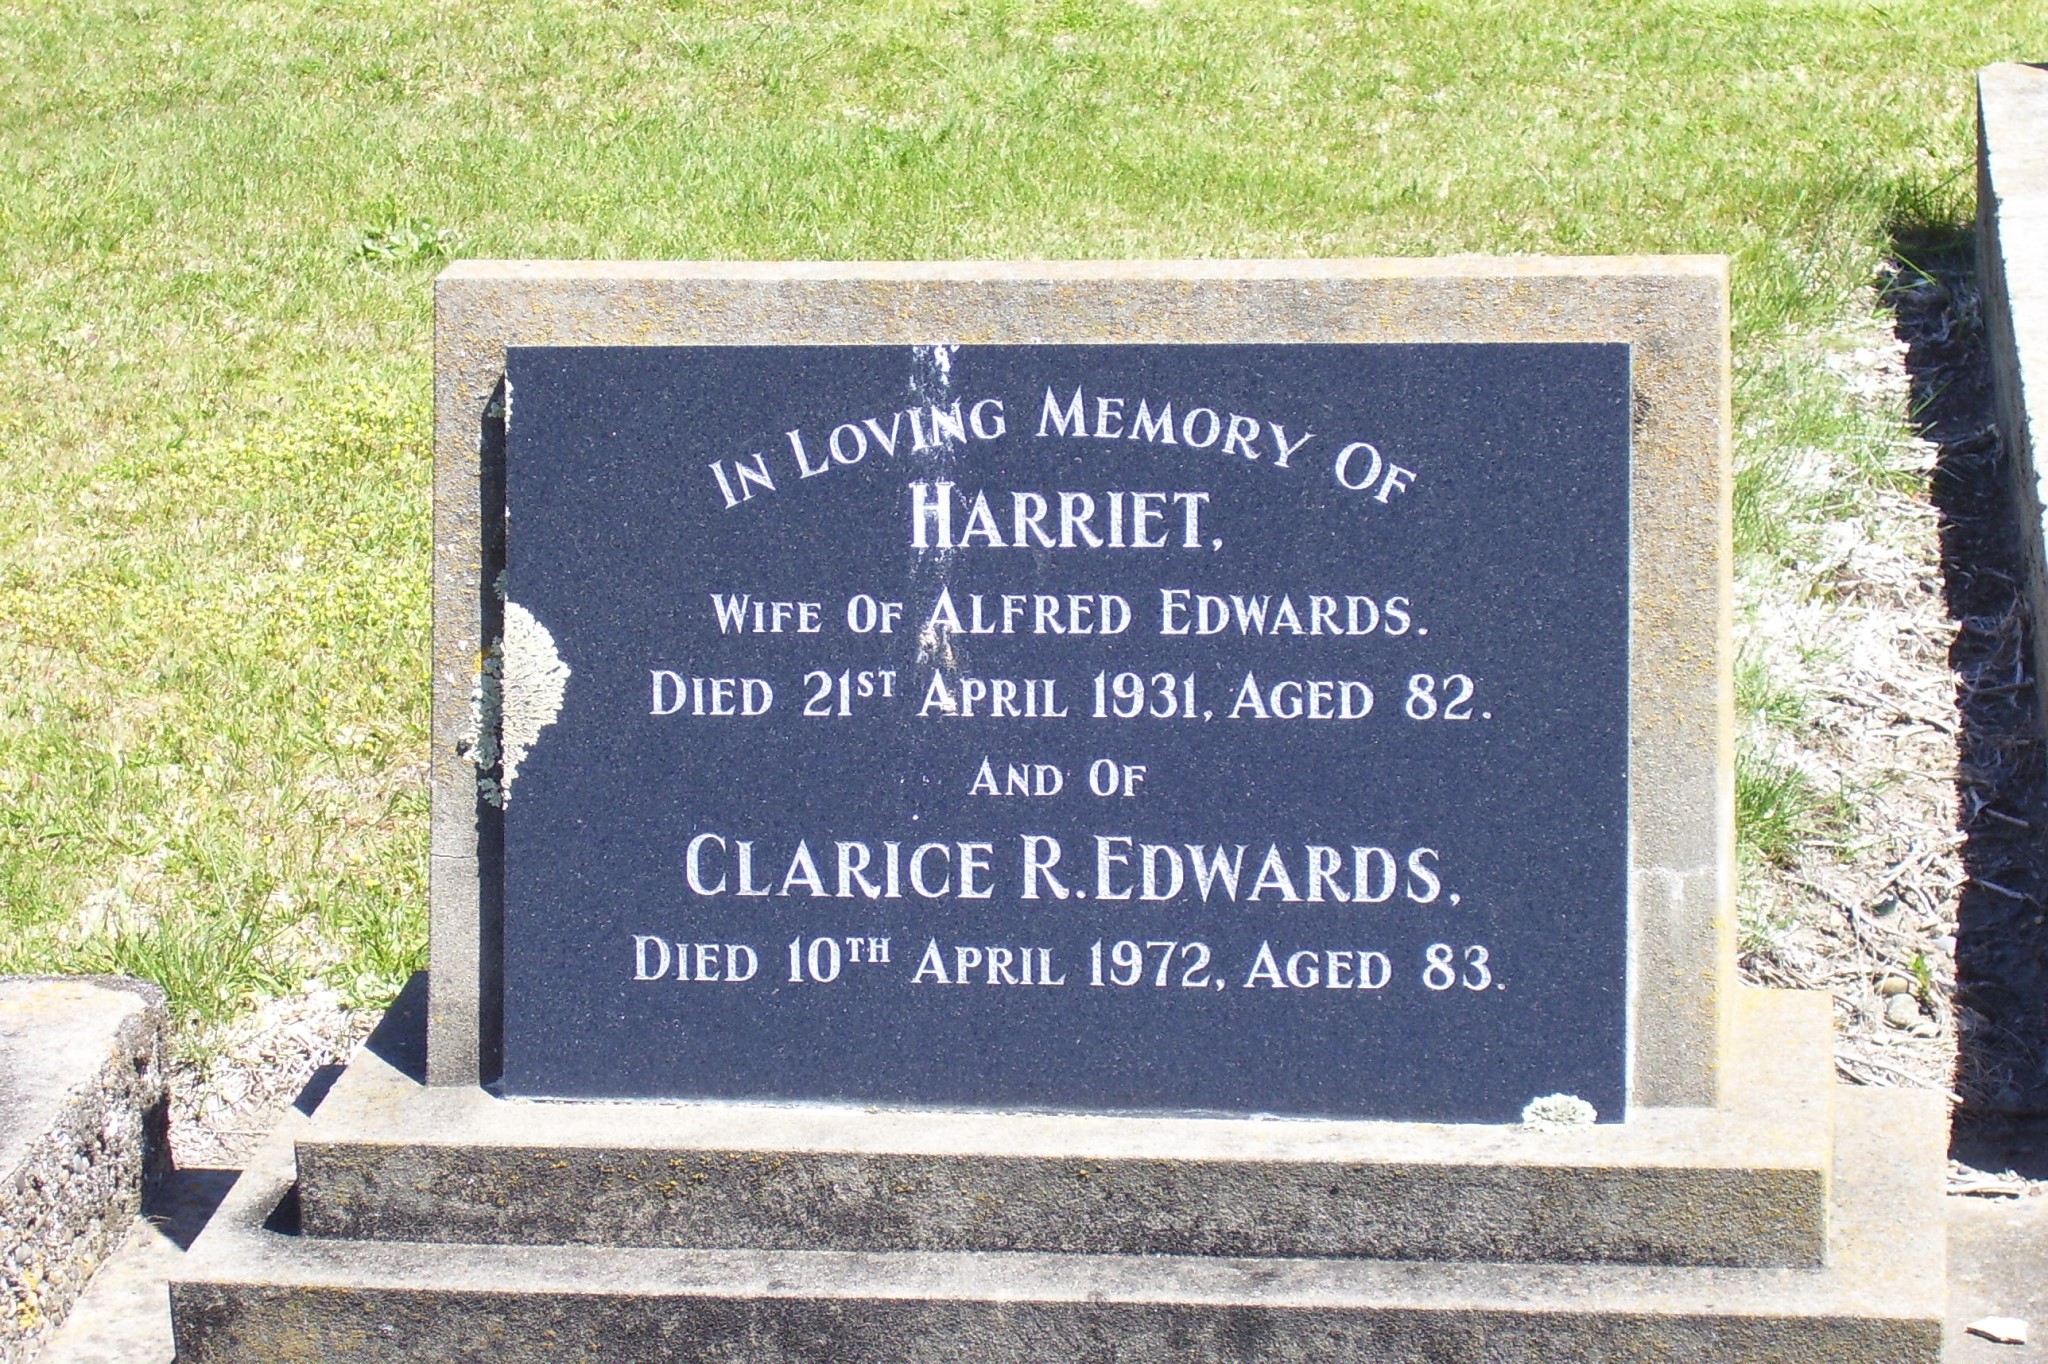 IN LOVING MEMORY OF
HARRIET,
WIFE OF ALFRED EDWARDS.
DIED 21ST APRIL 1931, AGED 82.
AND OF
CLARICE R. EDWARDS,
DIED 10TH APRIL 1972, AGED 83.